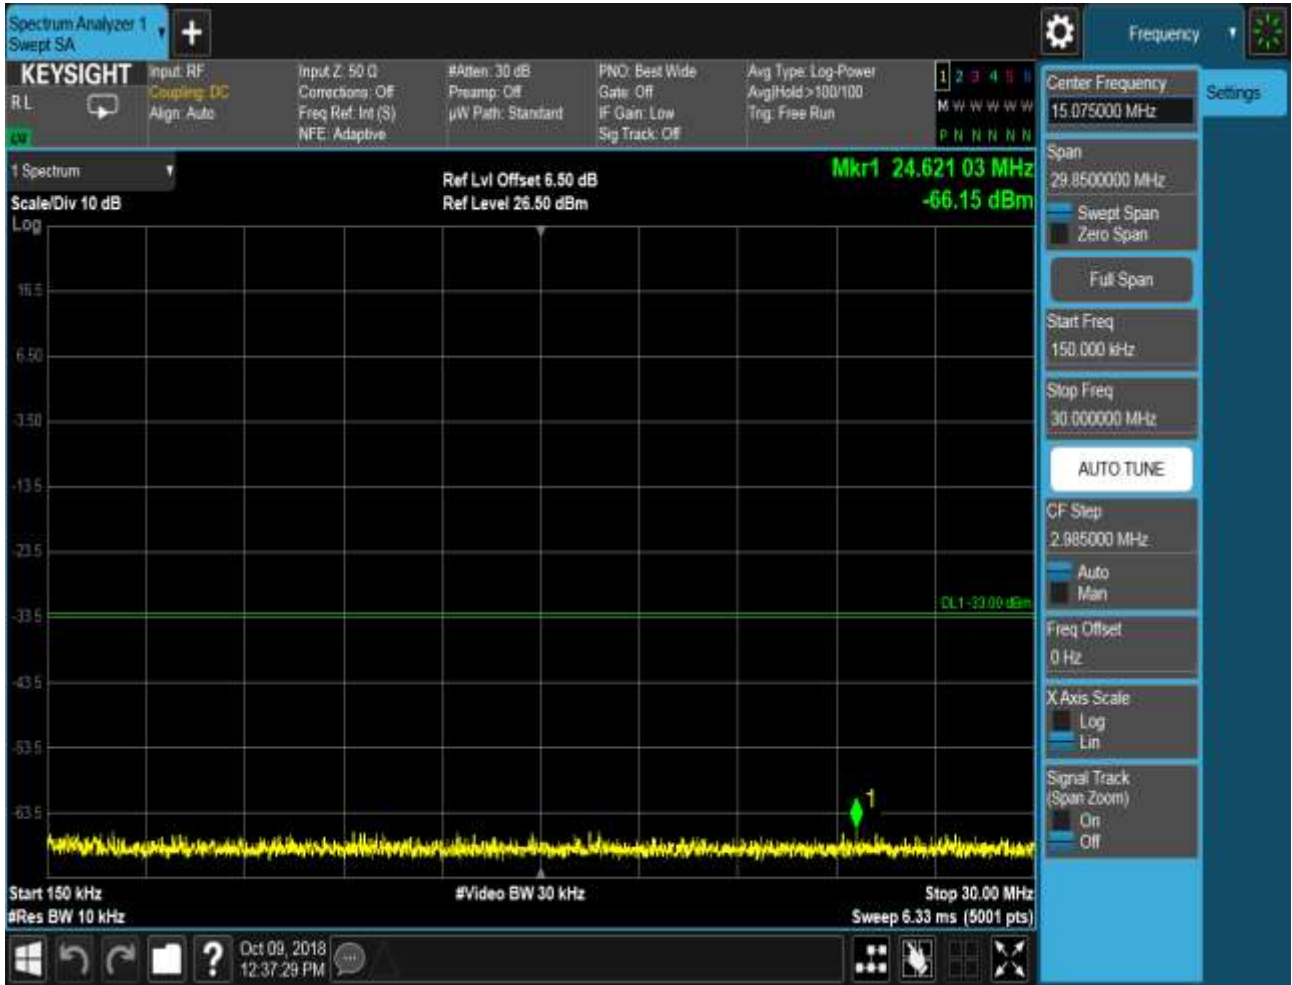 Spectrum Analyzer 1
Swept SA
+
Frequency
KEYSIGHT
R L
Input: RF
Coupling: DC
Align: Auto
Input Z: 50 Ω
Corrections: Off
Freq Ref: Int (S)
NFE: Adaptive
#Atten: 30 dB
Preamp: Off
µW Path: Standard
PNO: Best Wide
Gate: Off
IF Gain: Low
Sig Track: Off
Avg Type: Log-Power
Avg|Hold:>100/100
Trig: Free Run
1 2 3 4 5 6
M W W W W W
P N N N N N
1 Spectrum
Scale/Div 10 dB
Log
Ref Lvl Offset 6.50 dB
Ref Level 26.50 dBm
Mkr1 24.621 03 MHz
-66.15 dBm
16.5
6.50
-3.50
-13.5
-23.5
-33.5
-43.5
-53.5
-63.5
DL1 -33.00 dBm
1
Start 150 kHz
#Res BW 10 kHz
#Video BW 30 kHz
Stop 30.00 MHz
Sweep 6.33 ms (5001 pts)
Center Frequency
15.075000 MHz
Span
29.8500000 MHz
Swept Span
Zero Span
Full Span
Start Freq
150.000 kHz
Stop Freq
30.000000 MHz
AUTO TUNE
CF Step
2.985000 MHz
Auto
Man
Freq Offset
0 Hz
X Axis Scale
Log
Lin
Signal Track
(Span Zoom)
On
Off
Settings
?
Oct 09, 2018
12:37:29 PM